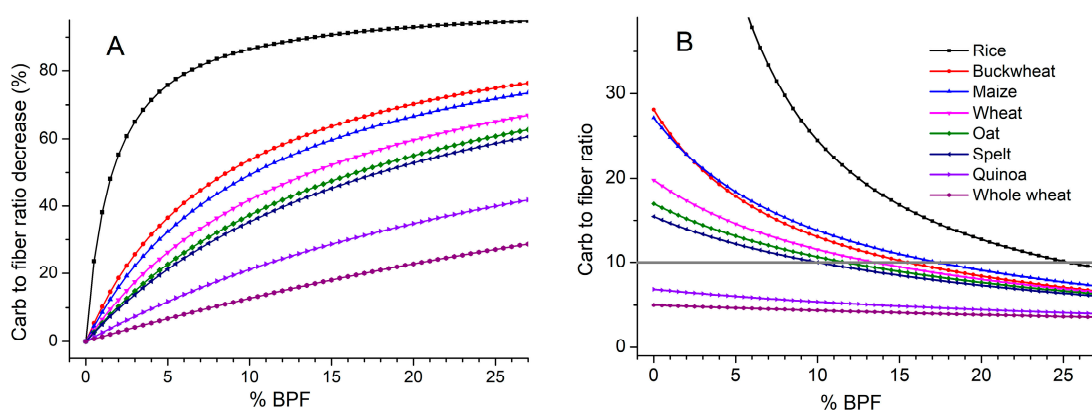 A
Carb to fiber ratio decrease (%)
80
60
40
20
0
0 5 10 15 20 25
% BPF
B
Carb to fiber ratio
30
20
10
0
0 5 10 15 20 25
% BPF
Rice
Buckwheat
Maize
Wheat
Oat
Spelt
Quinoa
Whole wheat